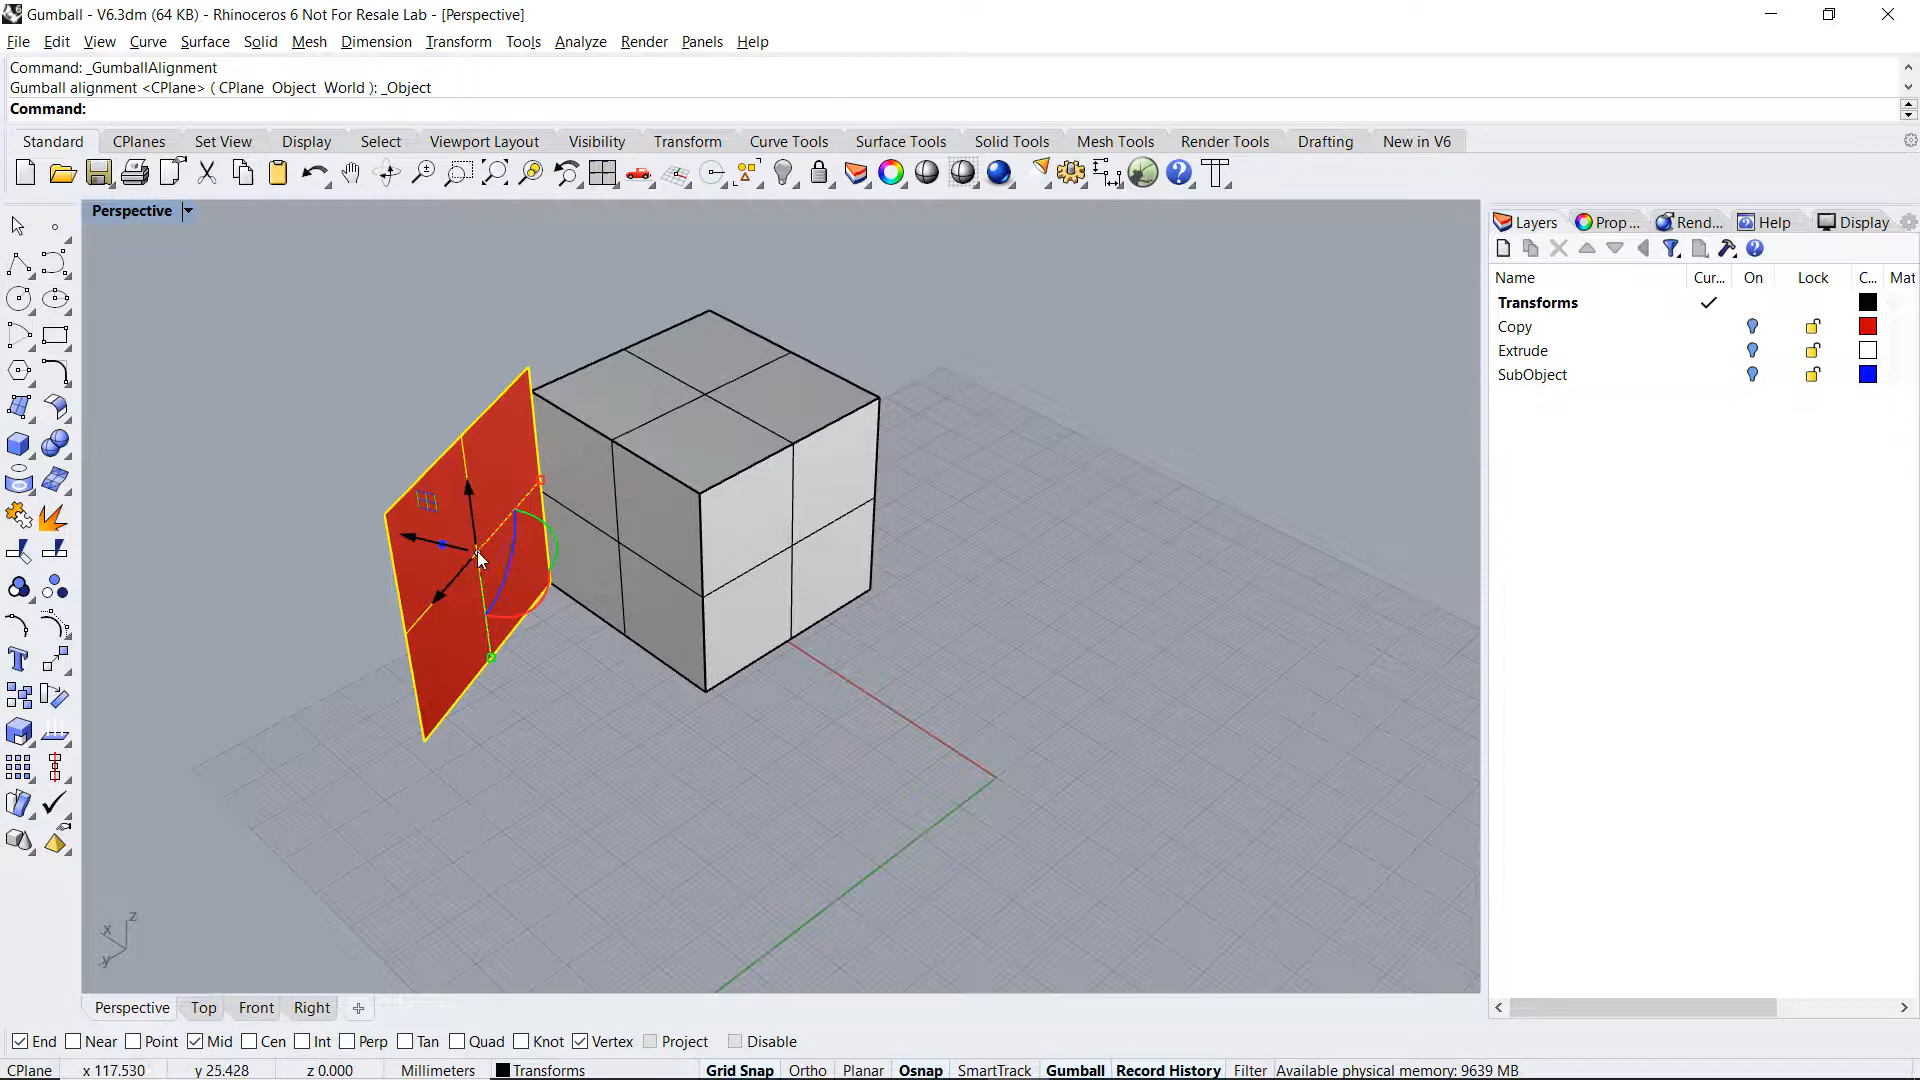 Gumball - V6.3dm (64 KB) - Rhinoceros 6 Not For Resale Lab - [Perspective]
File Edit View Curve Surface Solid Mesh Dimension Transform Tools Analyze Render Panels Help
Command: _GumballAlignment
Gumball alignment <CPlane> ( CPlane Object World ): _Object
Command:
Standard CPlanes Set View Display Select Viewport Layout Visibility Transform Curve Tools Surface Tools Solid Tools Mesh Tools Render Tools Drafting New in V6
Perspective
Layers Prop ... Rend... Help Display
Name Cur... On Lock C... Mat
Transforms
Copy
Extrude
SubObject
z
x
y
Perspective Top Front Right
End Near Point Mid Cen Int Perp Tan Quad Knot Vertex Project Disable
CPlane x 117.530 y 25.428 z 0.000 Millimeters Transforms Grid Snap Ortho Planar Osnap SmartTrack Gumball Record History Filter Available physical memory: 9639 MB